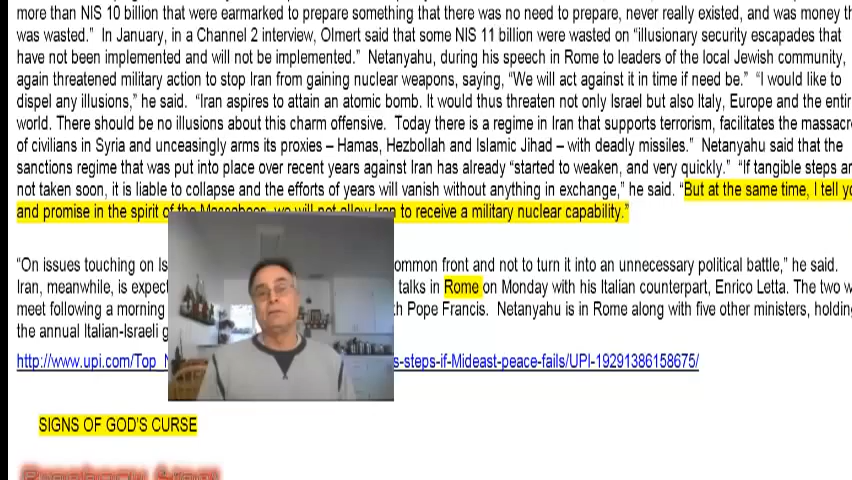 more than NIS 10 billion that were earmarked to prepare something that there was no need to prepare, never really existed, and was money th
was wasted.” In January, in a Channel 2 interview, Olmert said that some NIS 11 billion were wasted on “illusionary security escapades that
have not been implemented and will not be implemented.” Netanyahu, during his speech in Rome to leaders of the local Jewish community,
again threatened military action to stop Iran from gaining nuclear weapons, saying, “We will act against it in time if need be.” “I would like to
dispel any illusions,” he said. “Iran aspires to attain an atomic bomb. It would thus threaten not only Israel but also Italy, Europe and the entir
world. There should be no illusions about this charm offensive. Today there is a regime in Iran that supports terrorism, facilitates the massacr
of civilians in Syria and unceasingly arms its proxies – Hamas, Hezbollah and Islamic Jihad – with deadly missiles.” Netanyahu said that the
sanctions regime that was put into place over recent years against Iran has already “started to weaken, and very quickly.” “If tangible steps ar
not taken soon, it is liable to collapse and the efforts of years will vanish without anything in exchange,” he said. “But at the same time, I tell yo
and promise in the spirit of the Maccabees, we will not allow Iran to receive a military nuclear capability.”
“On issues touching on Is ommon front and not to turn it into an unnecessary political battle,” he said.
Iran, meanwhile, is expect talks in Rome on Monday with his Italian counterpart, Enrico Letta. The two w
meet following a morning h Pope Francis. Netanyahu is in Rome along with five other ministers, holding
the annual Italian-Israeli g
http://www.upi.com/Top_N s-steps-if-Mideast-peace-fails/UPI-19291386158675/
SIGNS OF GOD'S CURSE